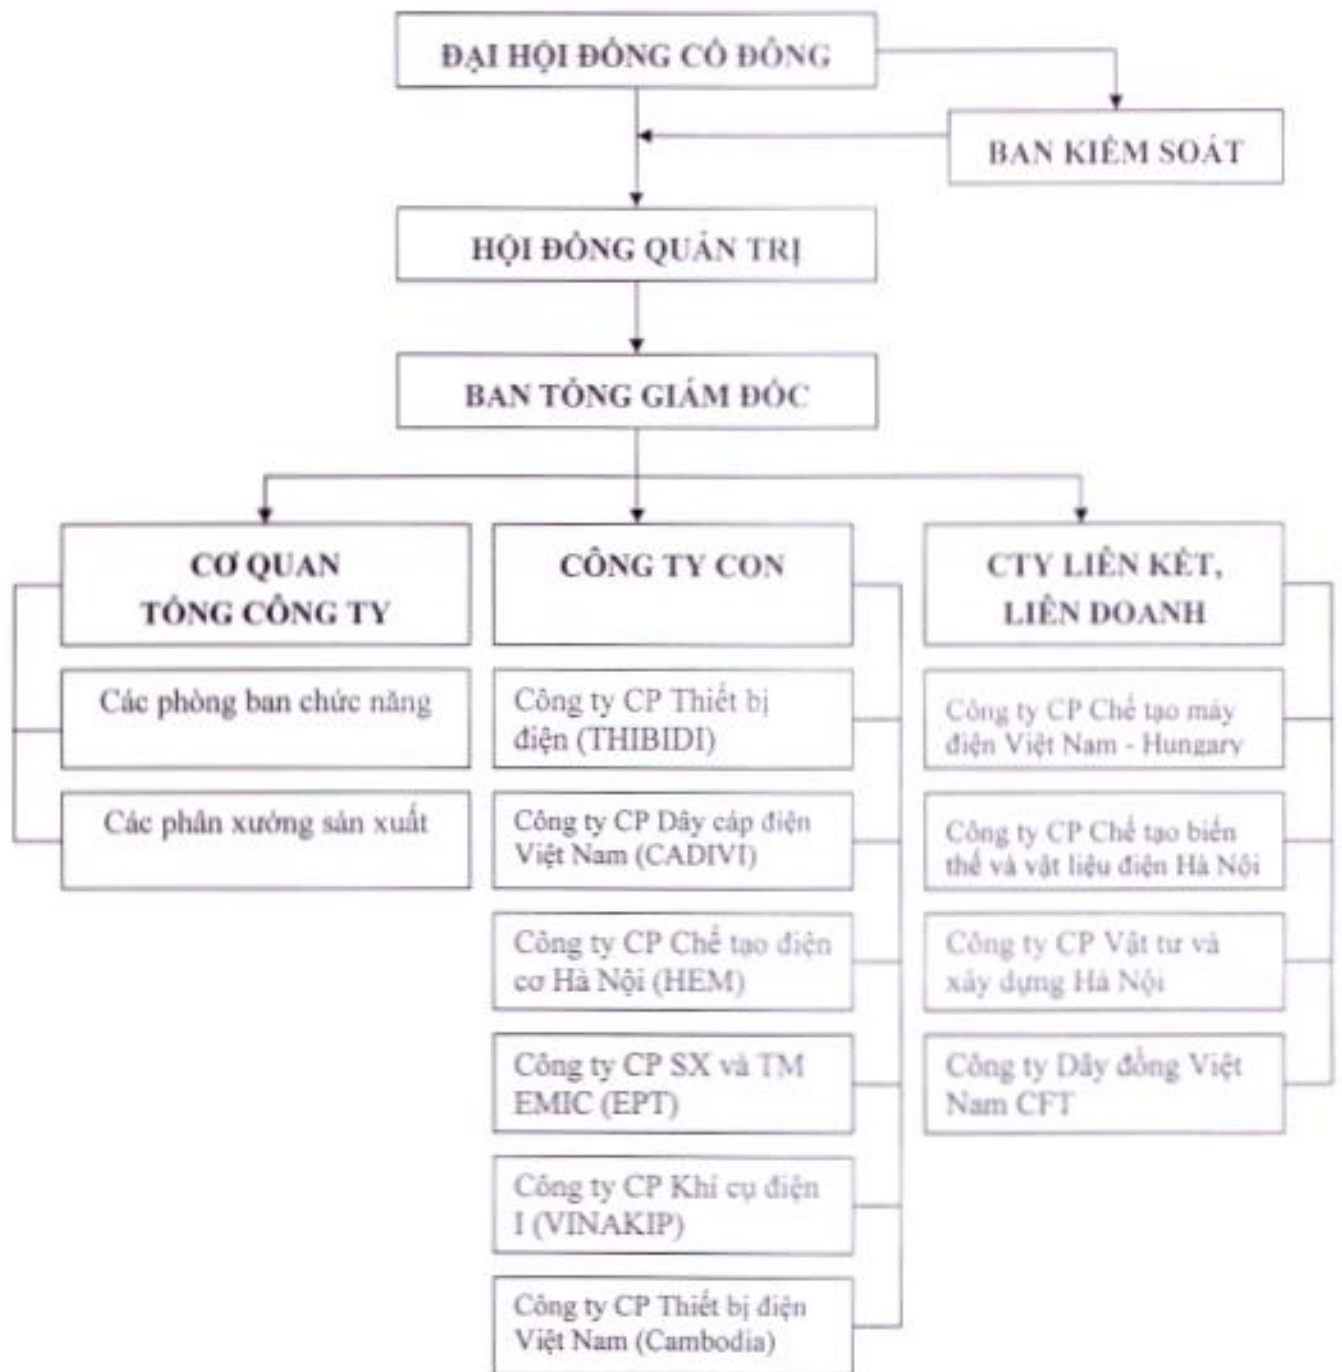 ĐẠI HỘI ĐỒNG CỔ ĐÔNG
BAN KIỂM SOÁT
HỘI ĐỒNG QUẢN TRỊ
BAN TỔNG GIÁM ĐỐC
CƠ QUAN
TỔNG CÔNG TY
Các phòng ban chức năng
Các phân xưởng sản xuất
CÔNG TY CON
Công ty CP Thiết bị
điện (THIBIDI)
Công ty CP Dây cáp điện
Việt Nam (CADIVI)
Công ty CP Chế tạo điện
cơ Hà Nội (HEM)
Công ty CP SX và TM
EMIC (EPT)
Công ty CP Khí cụ điện
I (VINAKIP)
Công ty CP Thiết bị điện
Việt Nam (Cambodia)
CTY LIÊN KẾT,
LIÊN DOANH
Công ty CP Chế tạo máy
điện Việt Nam - Hungary
Công ty CP Chế tạo biến
thế và vật liệu điện Hà Nội
Công ty CP Vật tư và
xây dựng Hà Nội
Công ty Dây đồng Việt
Nam CFT